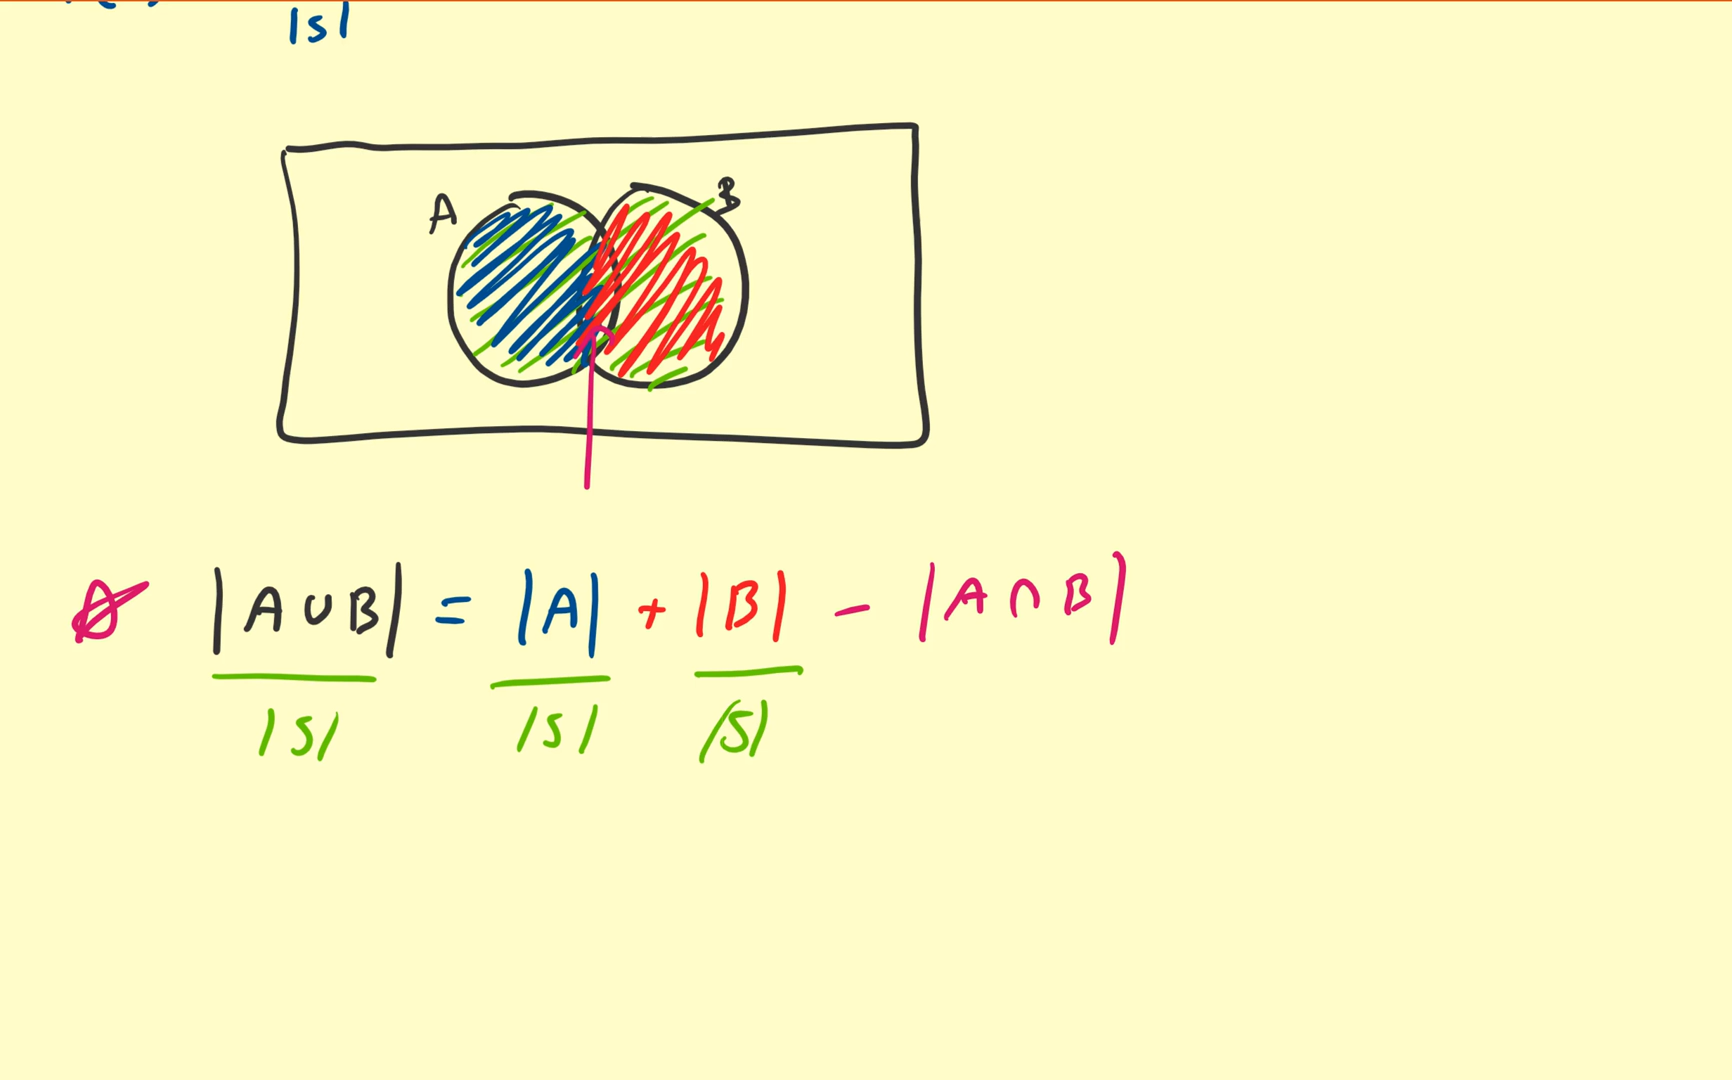 |S|
A
B
|A ∪ B| = |A| + |B| - |A ∩ B|
|S| |S| |S|